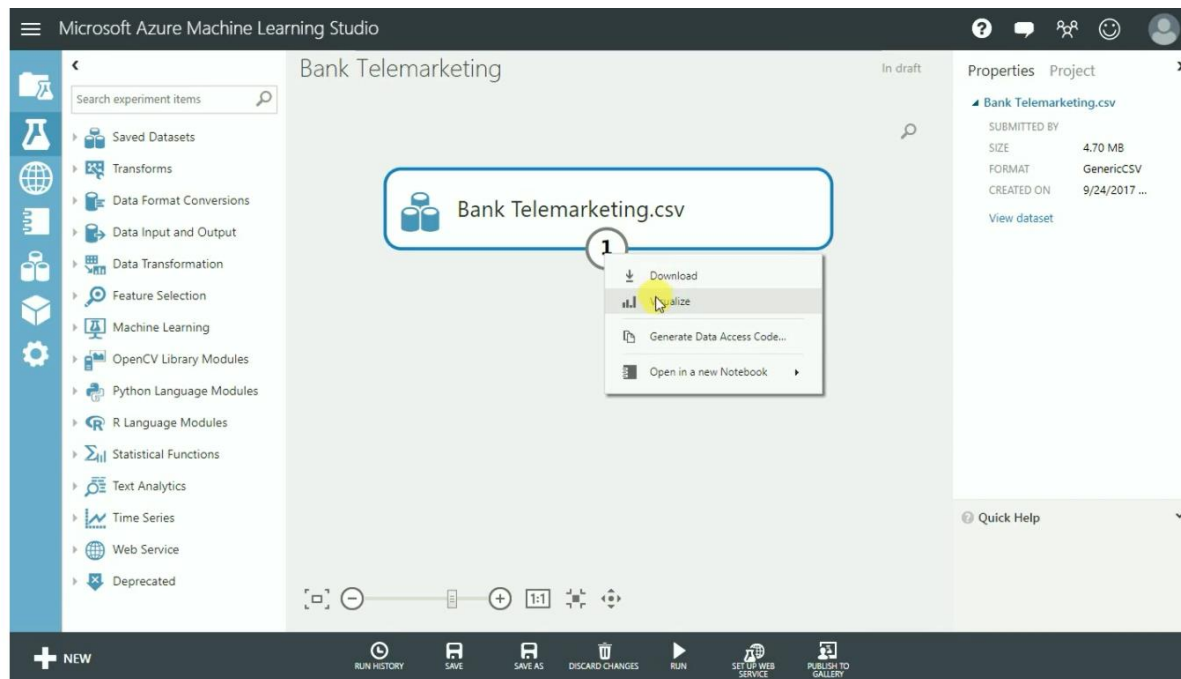 Microsoft Azure Machine Learning Studio
Search experiment items
Saved Datasets
Transforms
Data Format Conversions
Data Input and Output
Data Transformation
Feature Selection
Machine Learning
OpenCV Library Modules
Python Language Modules
R Language Modules
Statistical Functions
Text Analytics
Time Series
Web Service
Deprecated
Bank Telemarketing
In draft
Bank Telemarketing.csv
1
Download
Visualize
Generate Data Access Code...
Open in a new Notebook
1:1
Properties Project
Bank Telemarketing.csv
SUBMITTED BY
SIZE 4.70 MB
FORMAT GenericCSV
CREATED ON 9/24/2017 ...
View dataset
Quick Help
NEW
RUN HISTORY
SAVE
SAVE AS
DISCARD CHANGES
RUN
SET UP WEB
SERVICE
PUBLISH TO
GALLERY